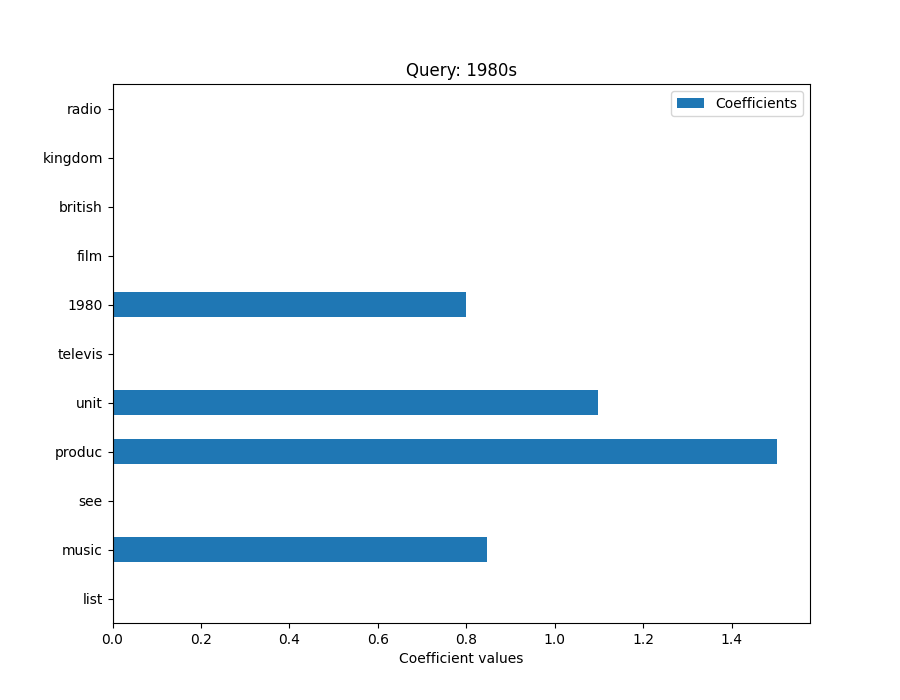 Query: 1980s
Coefficients
radio
kingdom
british
film
1980
televis
unit
produc
see
music
list
0.0 0.2 0.4 0.6 0.8 1.0 1.2 1.4
Coefficient values